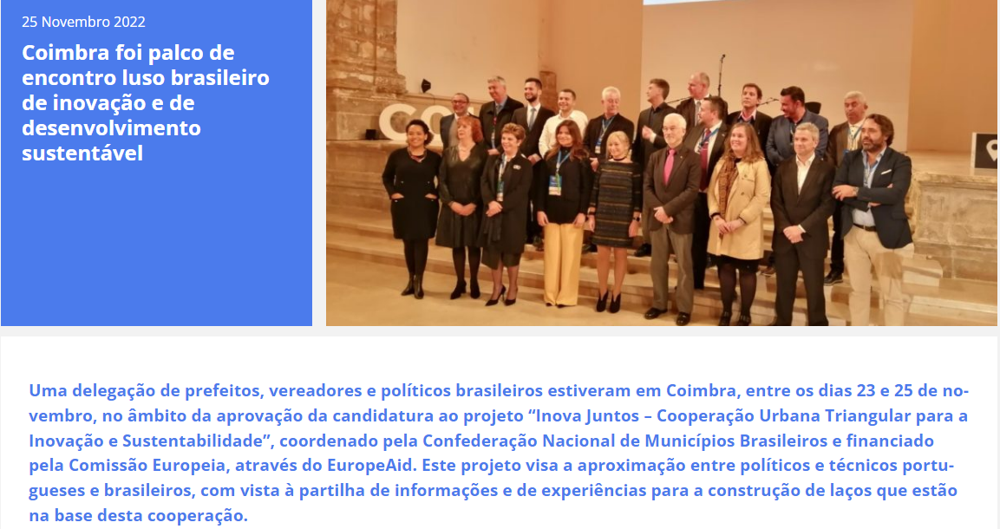 25 Novembro 2022
Coimbra foi palco de
encontro luso brasileiro
de inovação e de
desenvolvimento
sustentável
CO
Uma delegação de prefeitos, vereadores e políticos brasileiros estiveram em Coimbra, entre os dias 23 e 25 de no-
vembro, no âmbito da aprovação da candidatura ao projeto “Inova Juntos – Cooperação Urbana Triangular para a
Inovação e Sustentabilidade”, coordenado pela Confederação Nacional de Municípios Brasileiros e financiado
pela Comissão Europeia, através do EuropeAid. Este projeto visa a aproximação entre políticos e técnicos portu-
gueses e brasileiros, com vista à partilha de informações e de experiências para a construção de laços que estão
na base desta cooperação.